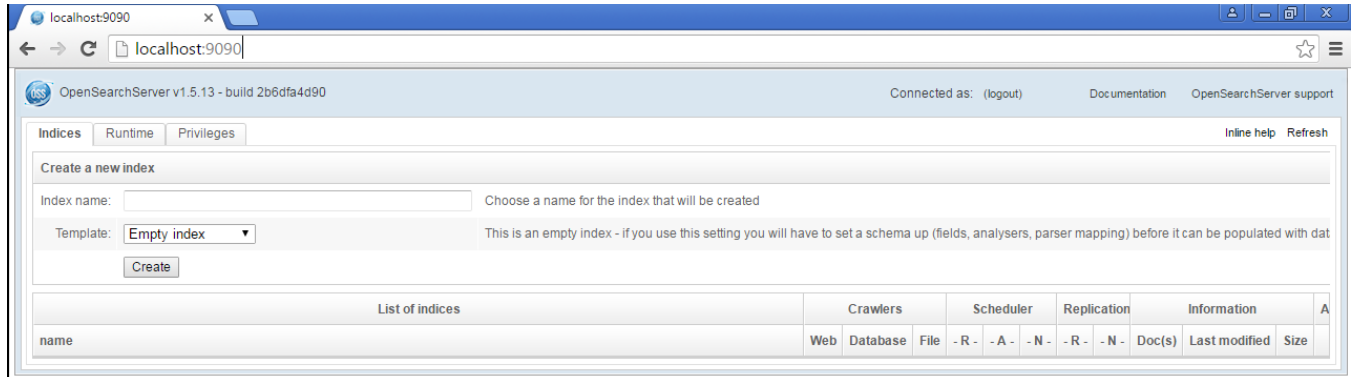 localhost:9090
localhost:9090
OSS OpenSearchServer v1.5.13 - build 2b6dfa4d90 Connected as: (logout) Documentation OpenSearchServer support
Indices Runtime Privileges Inline help Refresh
Create a new index
Index name: Choose a name for the index that will be created
Template: Empty index This is an empty index - if you use this setting you will have to set a schema up (fields, analysers, parser mapping) before it can be populated with dat
Create
List of indices Crawlers Scheduler Replication Information A
name Web Database File - R - - A - - N - - R - - N - Doc(s) Last modified Size